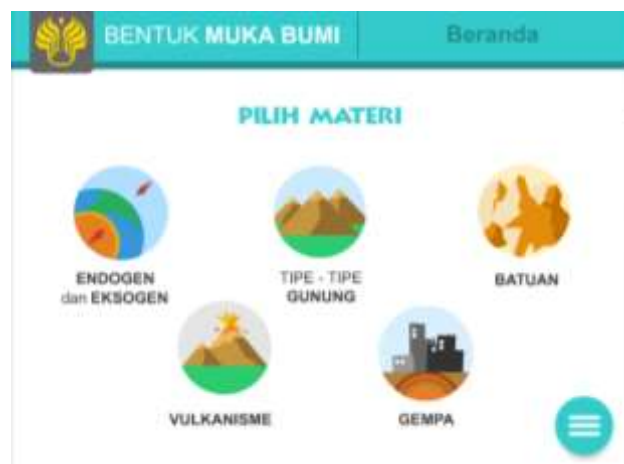 BENTUK MUKA BUMI
Beranda
PILIH MATERI
ENDOGEN
dan EKSOGEN
TIPE - TIPE
GUNUNG
BATUAN
VULKANISME
GEMPA